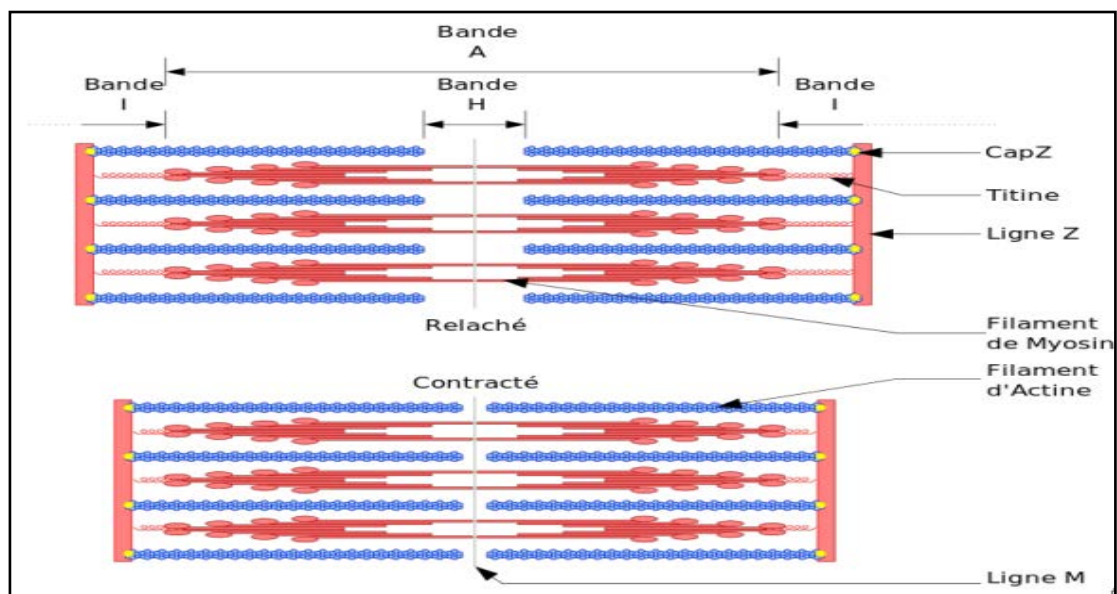 Bande
A
Bande
I
Bande
H
Bande
I
CapZ
Titine
Ligne Z
Relaché
Filament
de Myosin
Contracté
Filament
d'Actine
Ligne M